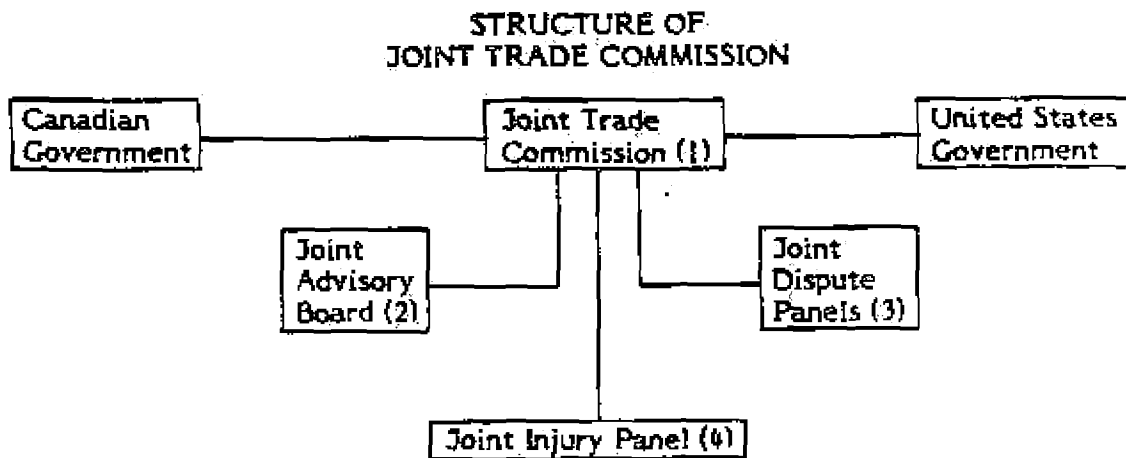 STRUCTURE OF
JOINT TRADE COMMISSION
Canadian
Government
Joint Trade
Commission (1)
United States
Government
Joint
Advisory
Board (2)
Joint
Dispute
Panels (3)
Joint Injury Panel (4)